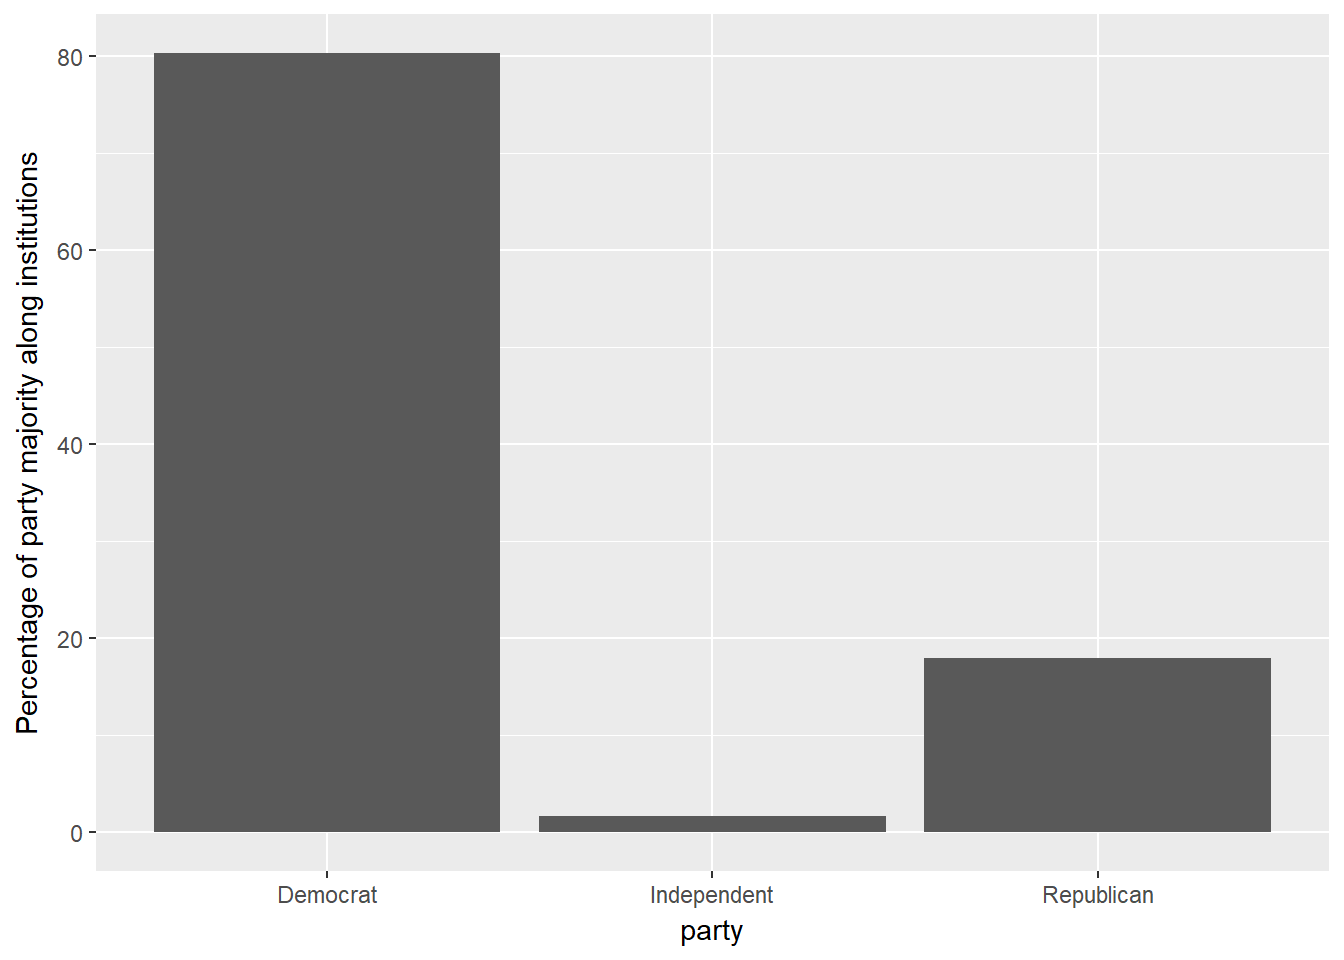 80
60
40
20
0
Percentage of party majority along institutions
Democrat
Independent
Republican
party